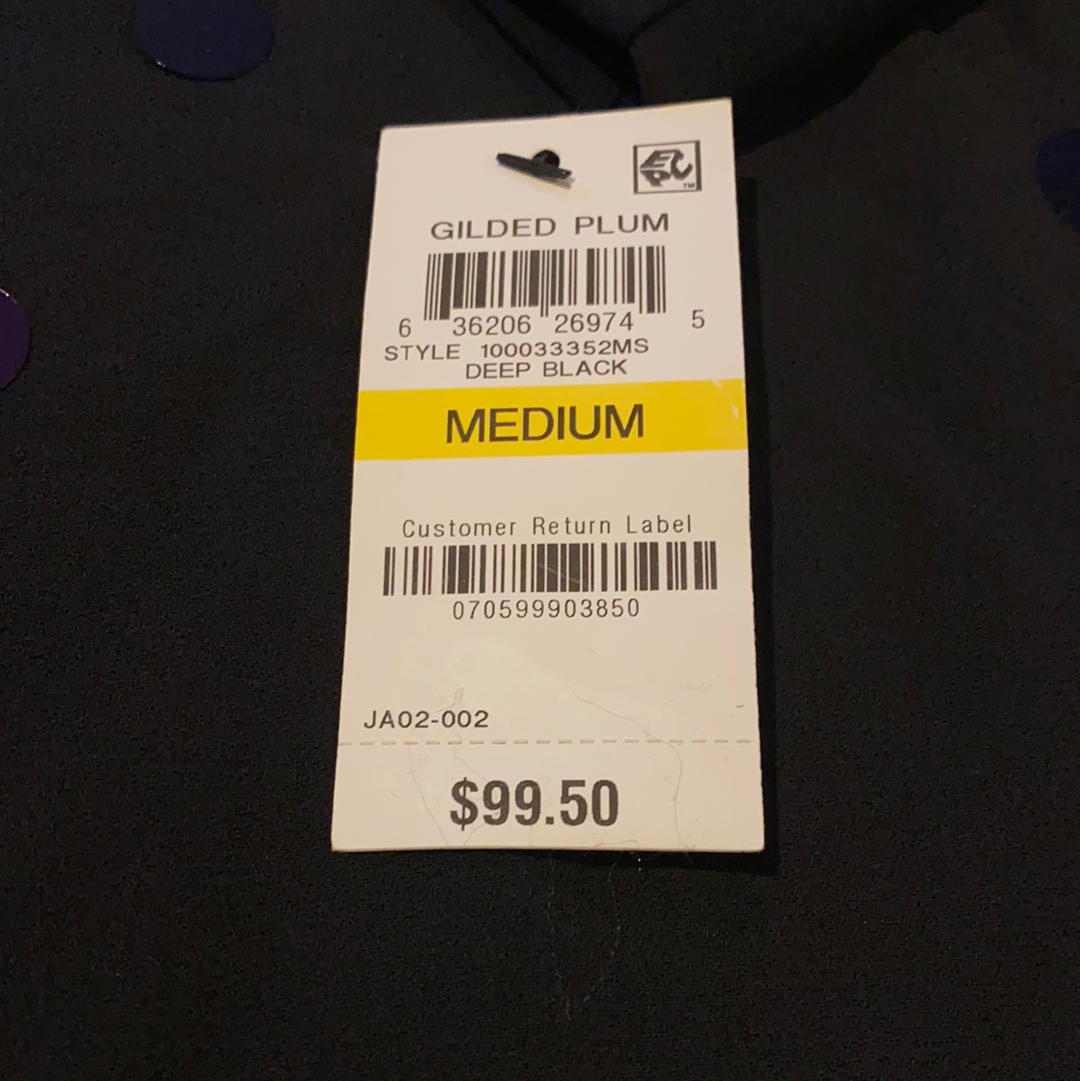 GILDED PLUM
6 36206 26974 5
STYLE 100033352MS
DEEP BLACK
MEDIUM
Customer Return Label
070599903850
JA02-002
$99.50